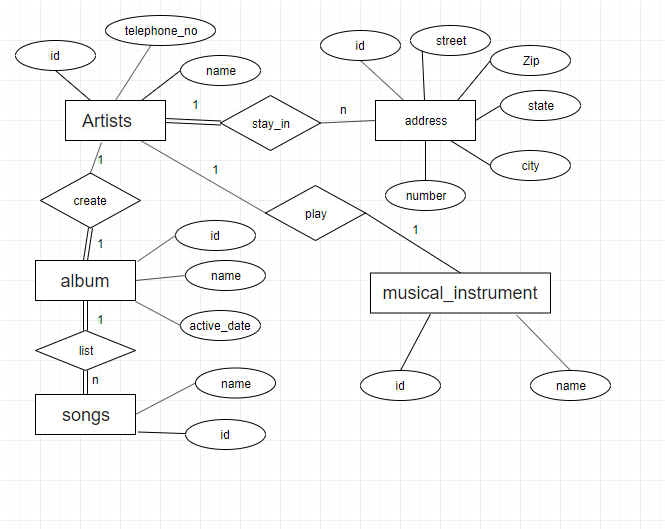 telephone_no
id
name
Artists
1
stay_in
n
id
street
Zip
state
city
number
address
1
create
1
1
play
1
musical_instrument
id
name
album
id
name
active_date
1
list
n
songs
name
id